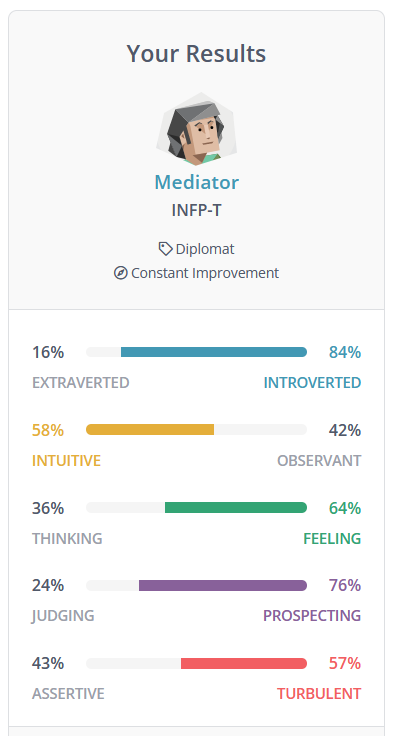 Your Results
Mediator
INFP-T
Diplomat
Constant Improvement
16% 84%
EXTRAVERTED INTROVERTED
58% 42%
INTUITIVE OBSERVANT
36% 64%
THINKING FEELING
24% 76%
JUDGING PROSPECTING
43% 57%
ASSERTIVE TURBULENT